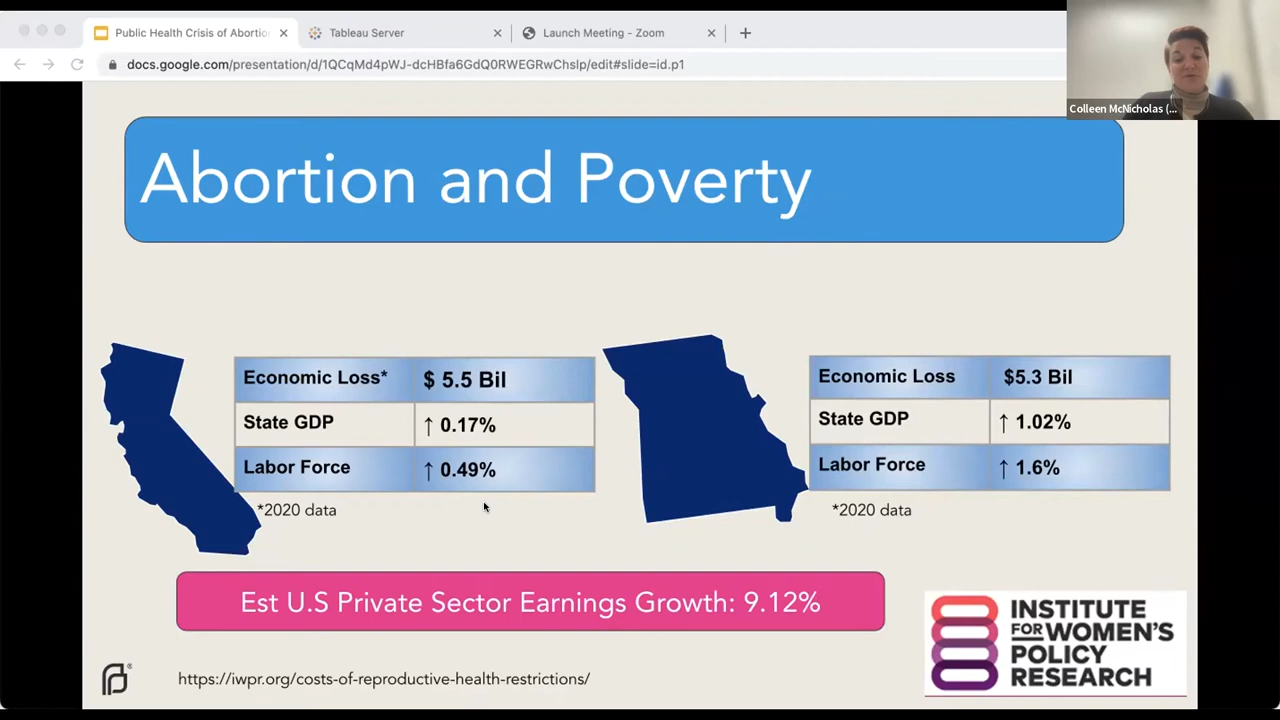 Public Health Crisis of Abortio
Tableau Server
Launch Meeting - Zoom
docs.google.com/presentation/d/1QCqMd4pWJ-dcHBfa6GdQ0RWEGRwChslp/edit#slide=id.p1
Colleen McNicholas (...
Abortion and Poverty
Economic Loss* $ 5.5 Bil
State GDP ↑ 0.17%
Labor Force ↑ 0.49%
*2020 data
Economic Loss $5.3 Bil
State GDP ↑ 1.02%
Labor Force ↑ 1.6%
*2020 data
Est U.S Private Sector Earnings Growth: 9.12%
https://iwpr.org/costs-of-reproductive-health-restrictions/
INSTITUTE
FOR WOMEN'S
POLICY
RESEARCH